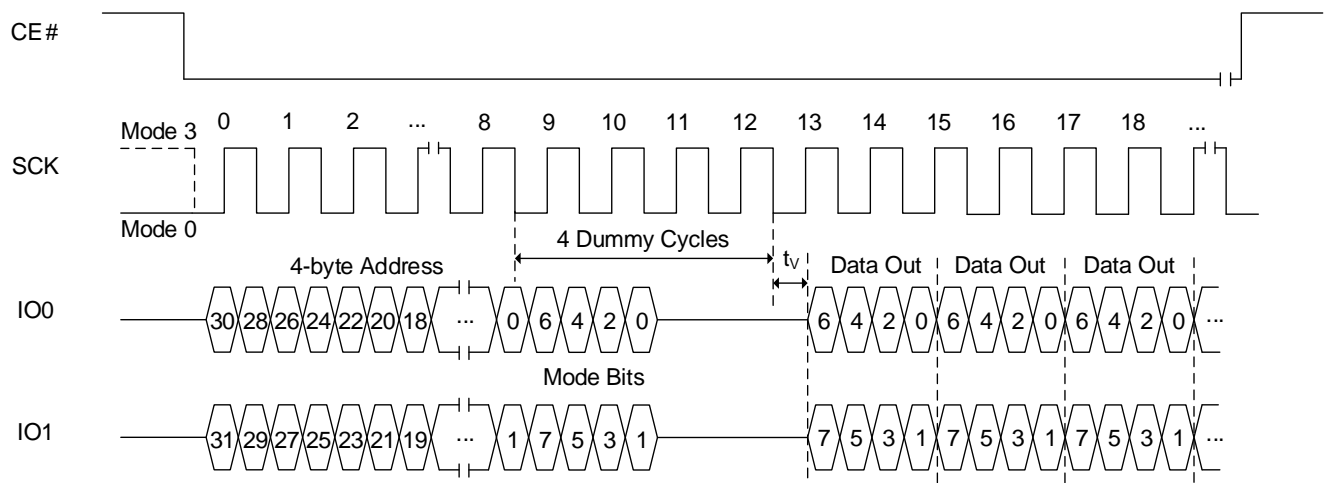 CE#
0 1 2 ... 8 9 10 11 12 13 14 15 16 17 18 ...
Mode 3
SCK
Mode 0
4 Dummy Cycles
4-byte Address tV Data Out Data Out Data Out
IO0 30 28 26 24 22 20 18 ... 0 6 4 2 0 6 4 2 0 6 4 2 0 6 4 2 0 ...
Mode Bits
IO1 31 29 27 25 23 21 19 ... 1 7 5 3 1 7 5 3 1 7 5 3 1 7 5 3 1 ...